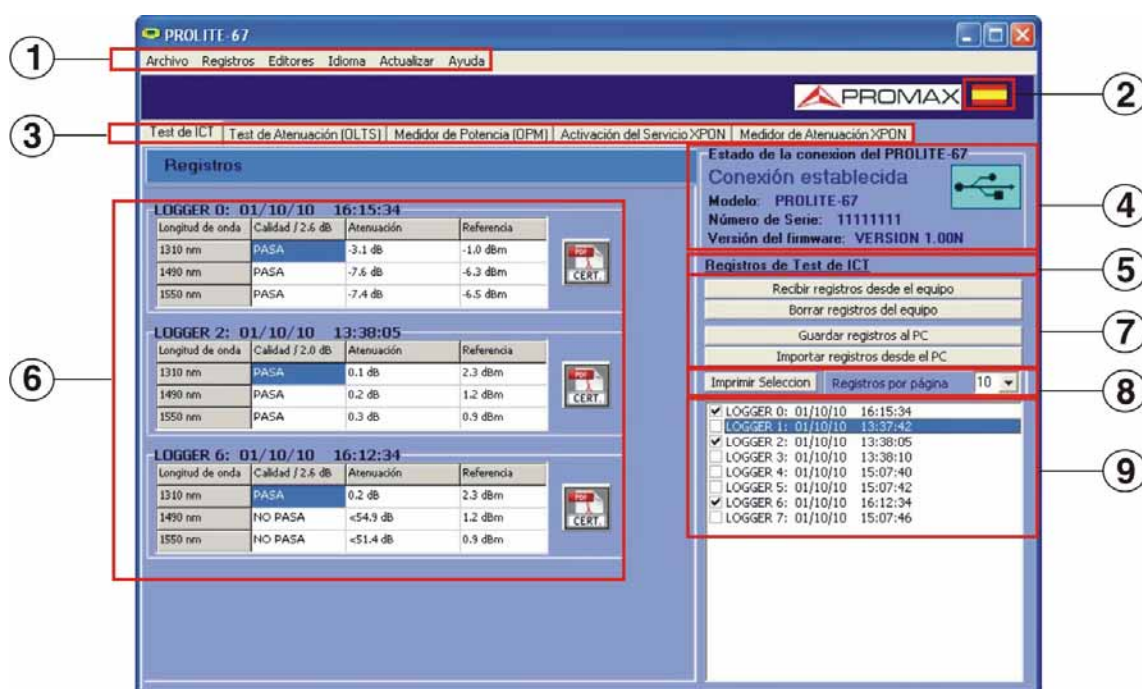 PROLITE-67
Archivo Registros Editores Idioma Actualizar Ayuda
1
PROMAX
2
3
Test de ICT Test de Atenuación (OLTS) Medidor de Potencia (OPM) Activación del Servicio XPON Medidor de Atenuación XPON
Registros
LOGGER 0: 01/10/10 16:15:34
Longitud de onda Calidad / 2.6 dB Atenuación Referencia
1310 nm PASA -3.1 dB -1.0 dBm
1490 nm PASA -7.6 dB -6.3 dBm
1550 nm PASA -7.4 dB -6.5 dBm
PDF
CERT.
LOGGER 2: 01/10/10 13:38:05
Longitud de onda Calidad / 2.0 dB Atenuación Referencia
1310 nm PASA 0.1 dB 2.3 dBm
1490 nm PASA 0.2 dB 1.2 dBm
1550 nm PASA 0.3 dB 0.9 dBm
PDF
CERT.
6
LOGGER 6: 01/10/10 16:12:34
Longitud de onda Calidad / 2.6 dB Atenuación Referencia
1310 nm PASA 0.2 dB 2.3 dBm
1490 nm NO PASA <54.9 dB 1.2 dBm
1550 nm NO PASA <51.4 dB 0.9 dBm
PDF
CERT.
Estado de la conexion del PROLITE-67
Conexión establecida
Modelo: PROLITE-67
Número de Serie: 11111111
Versión del firmware: VERSION 1.00N
4
Registros de Test de ICT
5
Recibir registros desde el equipo
Borrar registros del equipo
Guardar registros al PC
Importar registros desde el PC
7
Imprimir Seleccion Registros por página 10
8
LOGGER 0: 01/10/10 16:15:34
LOGGER 1: 01/10/10 13:37:42
LOGGER 2: 01/10/10 13:38:05
LOGGER 3: 01/10/10 13:38:10
LOGGER 4: 01/10/10 15:07:40
LOGGER 5: 01/10/10 15:07:42
LOGGER 6: 01/10/10 16:12:34
LOGGER 7: 01/10/10 15:07:46
9